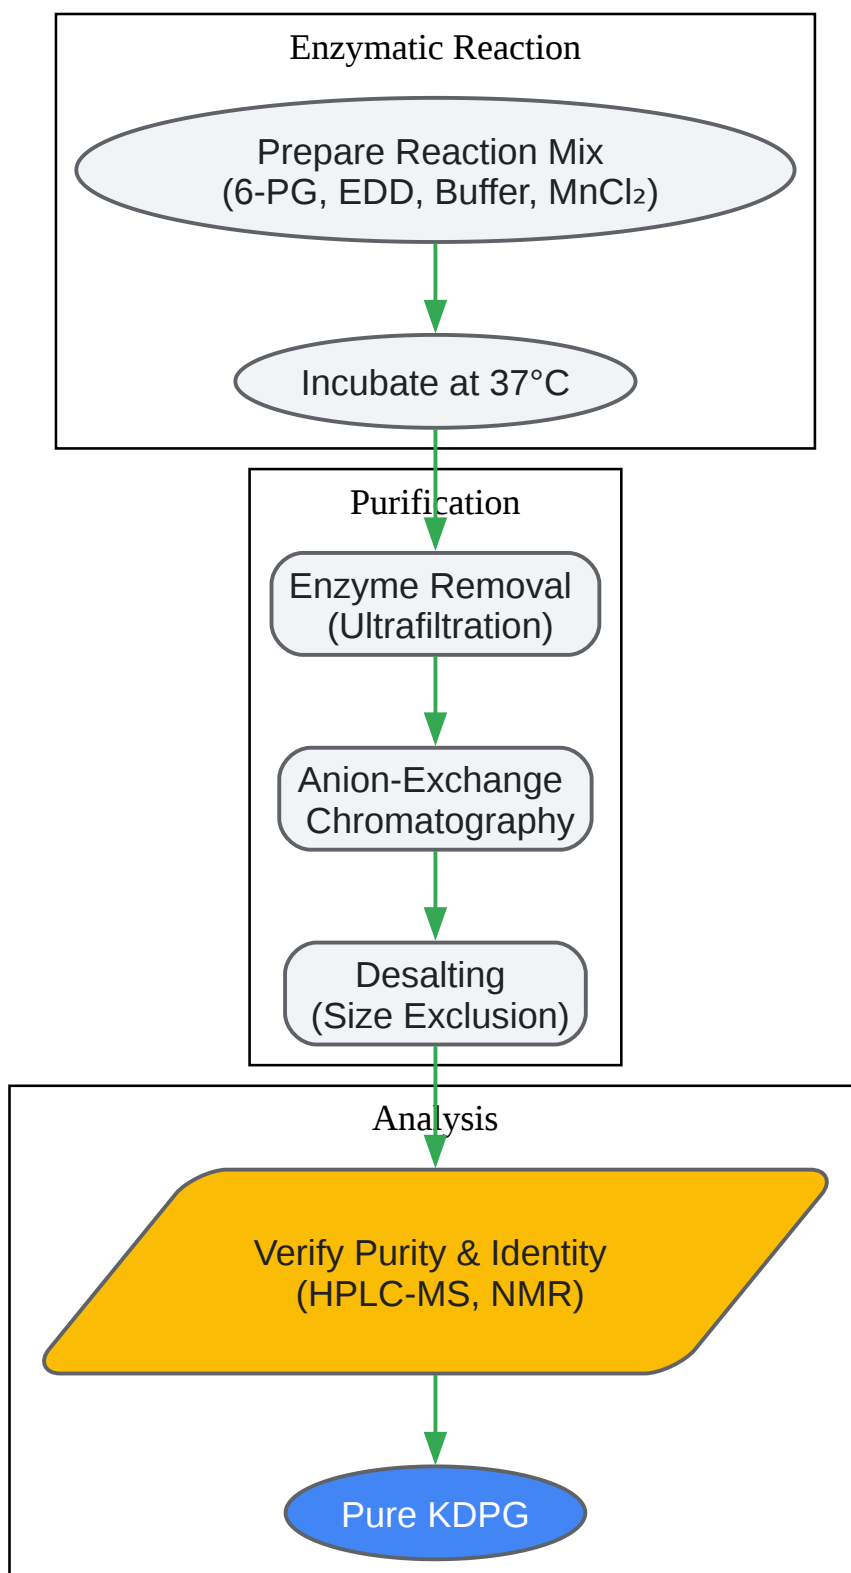 Enzymatic Reaction
Prepare Reaction Mix
(6-PG, EDD, Buffer, MnCl₂)
Incubate at 37°C
Purification
Enzyme Removal
(Ultrafiltration)
Anion-Exchange
Chromatography
Desalting
(Size Exclusion)
Analysis
Verify Purity & Identity
(HPLC-MS, NMR)
Pure KDPG